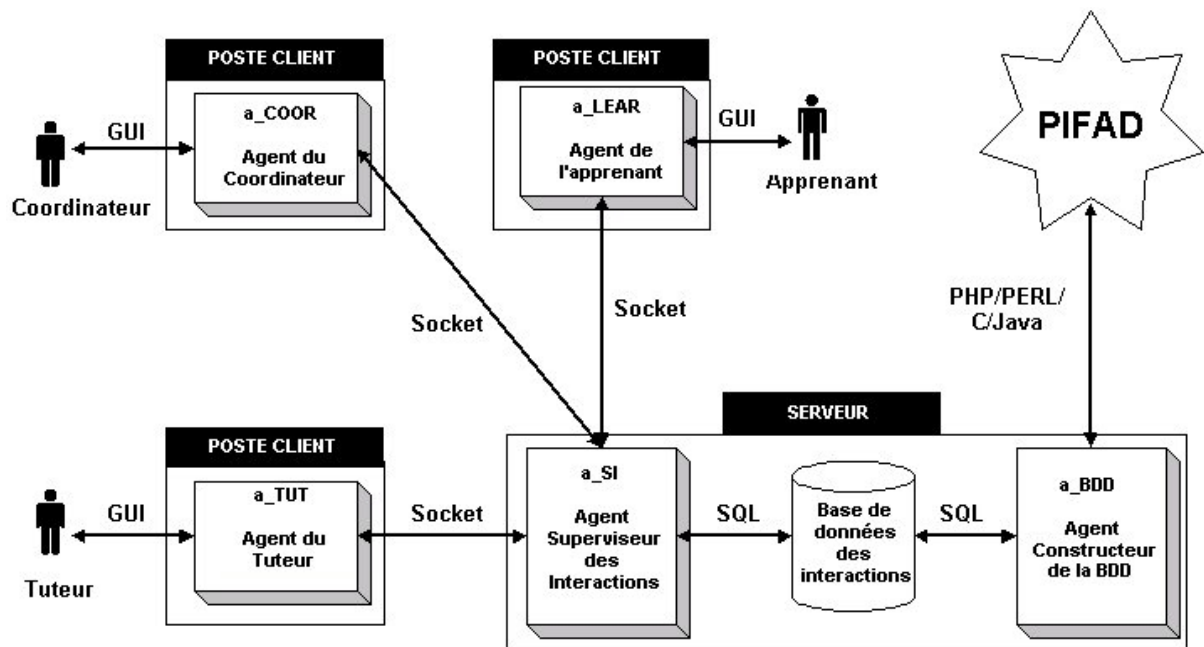 POSTE CLIENT
a_COOR
Agent du
Coordinateur
GUI
Coordinateur
POSTE CLIENT
a_LEAR
Agent de
l'apprenant
GUI
Apprenant
PIFAD
Socket
Socket
PHP/PERL/
C/Java
POSTE CLIENT
a_TUT
Agent du
Tuteur
GUI
Tuteur
Socket
SERVEUR
a_SI
Agent
Superviseur
des
Interactions
SQL
Base de
données
des
interactions
SQL
a_BDD
Agent
Constructeur
de la BDD